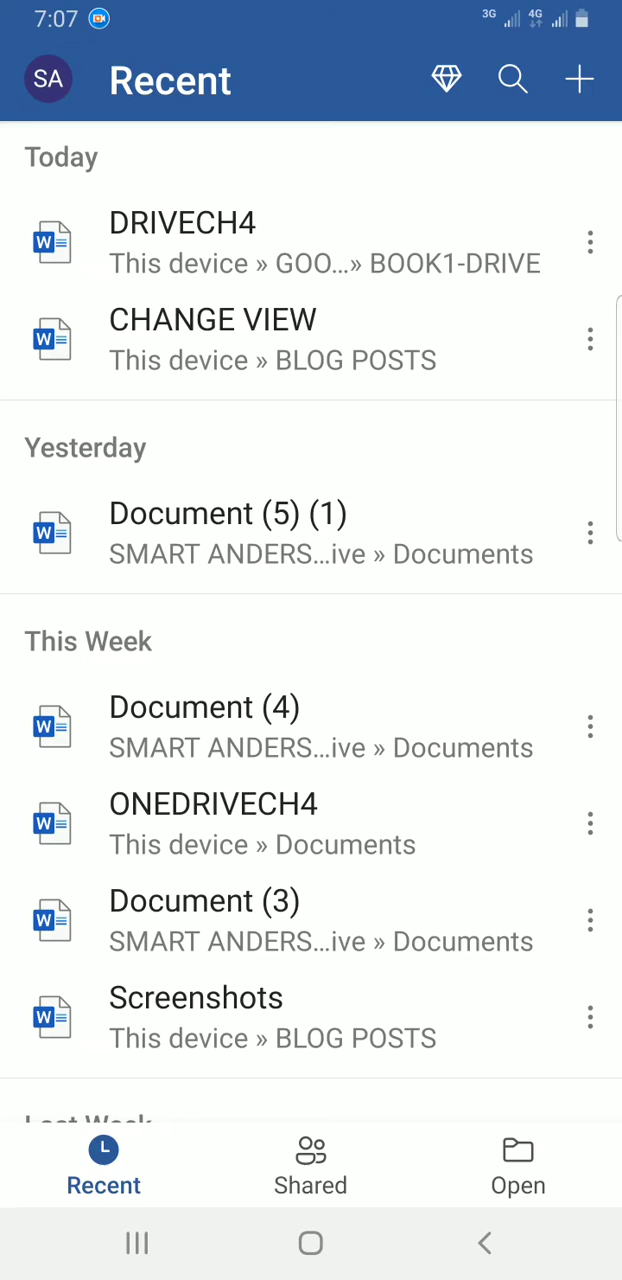 7:07 3G 4G
SA Recent
Today
DRIVECH4
This device » GOO...» BOOK1-DRIVE
CHANGE VIEW
This device » BLOG POSTS
Yesterday
Document (5) (1)
SMART ANDERS...ive » Documents
This Week
Document (4)
SMART ANDERS...ive » Documents
ONEDRIVECH4
This device » Documents
Document (3)
SMART ANDERS...ive » Documents
Screenshots
This device » BLOG POSTS
Last Week
Recent Shared Open